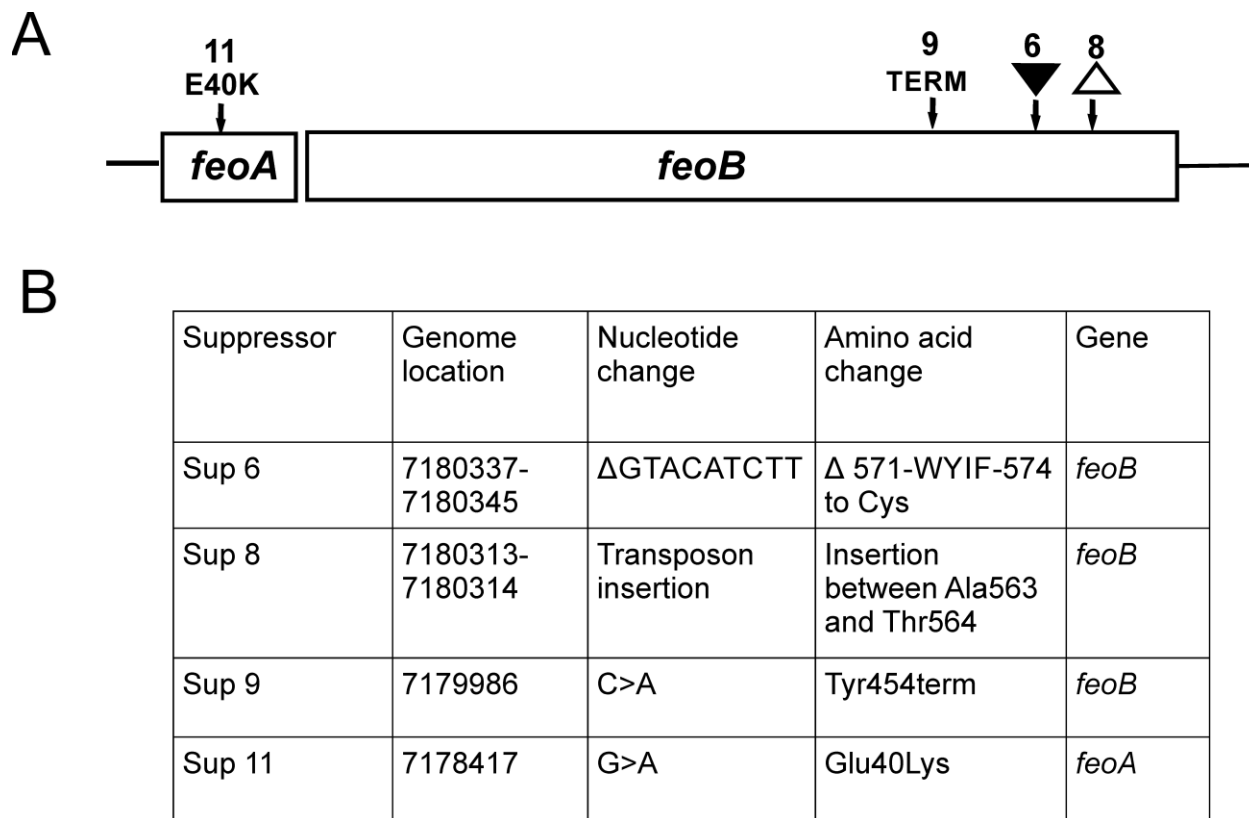 A
11
E40K
9
TERM
6
8
feoA
feoB
B
Suppressor
Genome
location
Nucleotide
change
Amino acid
change
Gene
Sup 6
7180337-
7180345
ΔGTACATCTT
Δ 571-WYIF-574
to Cys
feoB
Sup 8
7180313-
7180314
Transposon
insertion
Insertion
between Ala563
and Thr564
feoB
Sup 9
7179986
C>A
Tyr454term
feoB
Sup 11
7178417
G>A
Glu40Lys
feoA